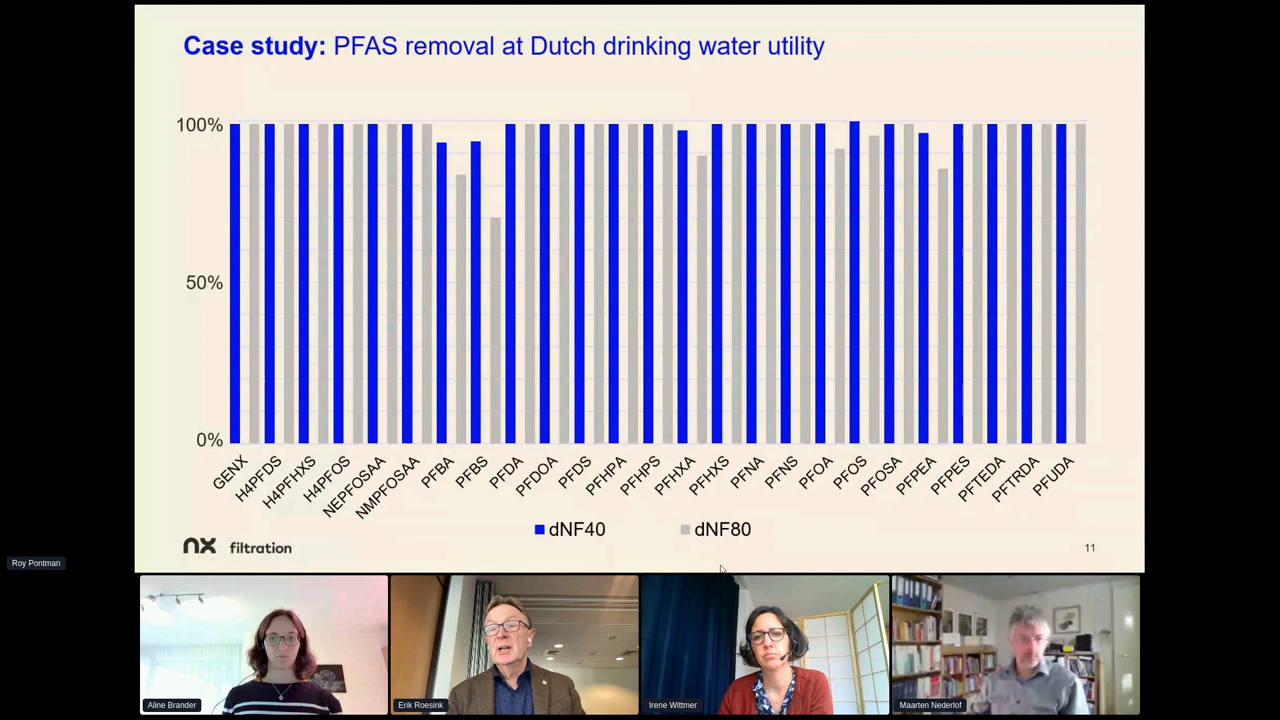 Case study: PFAS removal at Dutch drinking water utility
100%
50%
0%
GENX
H4PFDS
H4PFHXS
H4PFOS
NEPFOSAA
NMPFOSAA
PFBA
PFBS
PFDA
PFDOA
PFDS
PFHPA
PFHPS
PFHXA
PFHXS
PFNA
PFNS
PFOA
PFOS
PFOSA
PFPEA
PFPES
PFTEDA
PFTRDA
PFUDA
dNF40 dNF80
nx filtration
11
Roy Pontman
Aline Brander
Erik Roesink
Irene Wittmer
Maarten Nederlof